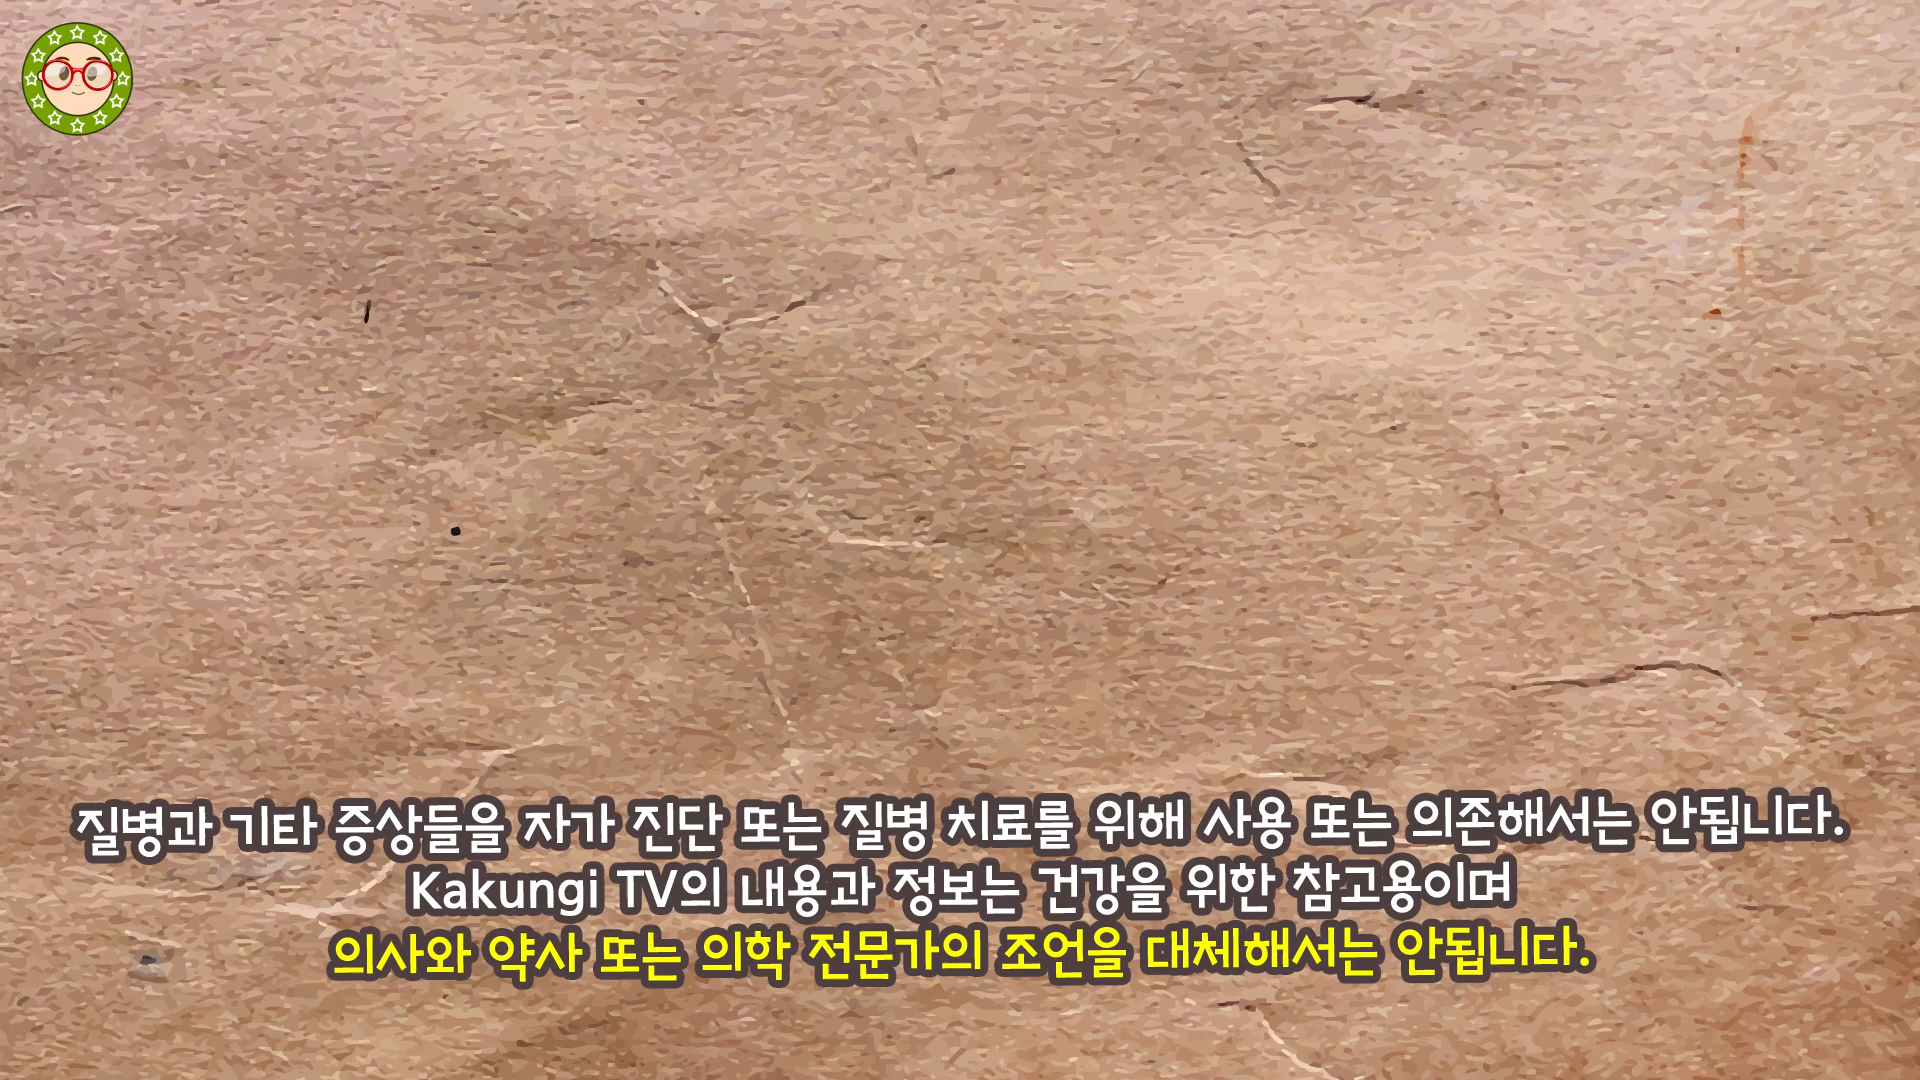 질병과 기타 증상들을 자가 진단 또는 질병 치료를 위해 사용 또는 의존해서는 안됩니다.
Kakungi TV의 내용과 정보는 건강을 위한 참고용이며
의사와 약사 또는 의학 전문가의 조언을 대체해서는 안됩니다.